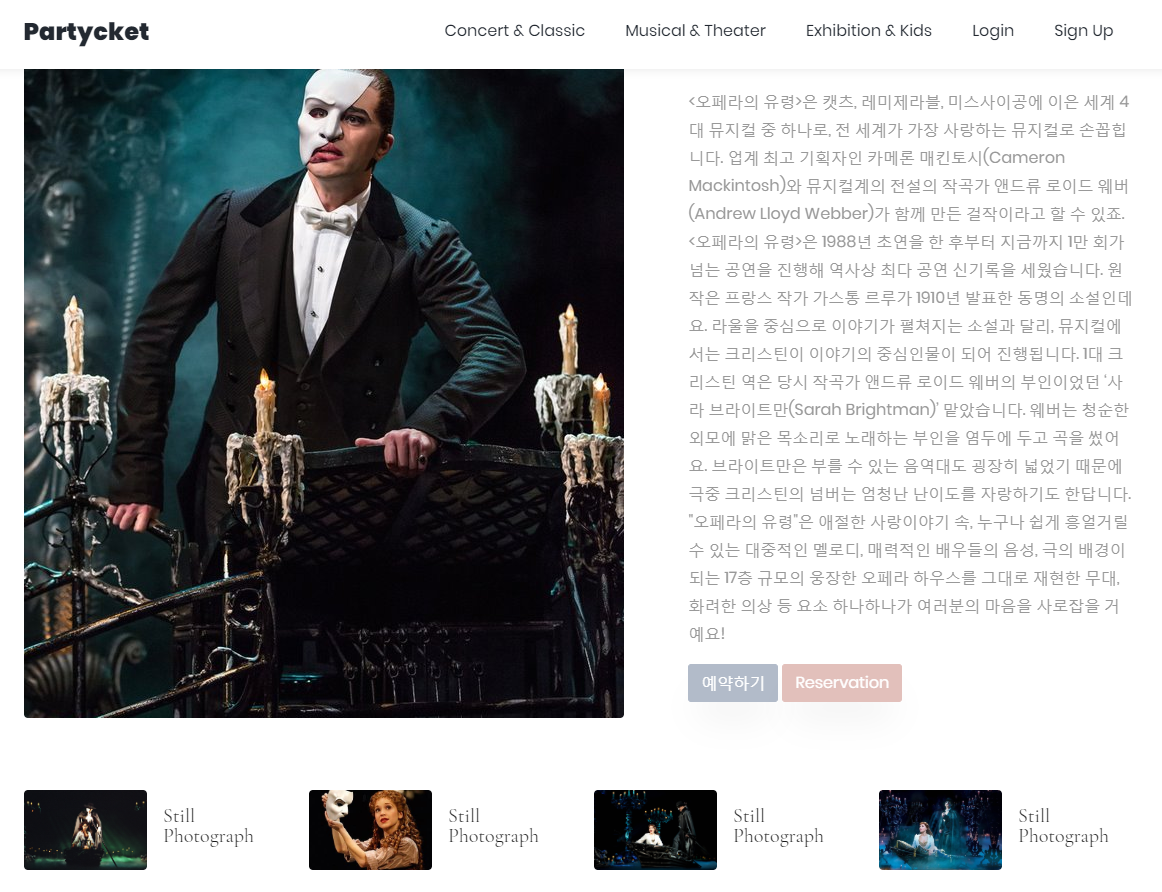 Partycket
Concert & Classic
Musical & Theater
Exhibition & Kids
Login
Sign Up
<오페라의 유령>은 캣츠, 레미제라블, 미스사이공에 이은 세계 4
대 뮤지컬 중 하나로, 전 세계가 가장 사랑하는 뮤지컬로 손꼽힙
니다. 업계 최고 기획자인 카메론 매킨토시(Cameron
Mackintosh)와 뮤지컬계의 전설의 작곡가 앤드류 로이드 웨버
(Andrew Lloyd Webber)가 함께 만든 걸작이라고 할 수 있죠.
<오페라의 유령>은 1988년 초연을 한 후부터 지금까지 1만 회가
넘는 공연을 진행해 역사상 최다 공연 신기록을 세웠습니다. 원
작은 프랑스 작가 가스통 르루가 1910년 발표한 동명의 소설인데
요. 라울을 중심으로 이야기가 펼쳐지는 소설과 달리, 뮤지컬에
서는 크리스틴이 이야기의 중심인물이 되어 진행됩니다. 1대 크
리스틴 역은 당시 작곡가 앤드류 로이드 웨버의 부인이었던 '사
라 브라이트만(Sarah Brightman)' 맡았습니다. 웨버는 청순한
외모에 맑은 목소리로 노래하는 부인을 염두에 두고 곡을 썼어
요. 브라이트만은 부를 수 있는 음역대도 굉장히 넓었기 때문에
극중 크리스틴의 넘버는 엄청난 난이도를 자랑하기도 한답니다.
"오페라의 유령"은 애절한 사랑이야기 속, 누구나 쉽게 흥얼거릴
수 있는 대중적인 멜로디, 매력적인 배우들의 음성, 극의 배경이
되는 17층 규모의 웅장한 오페라 하우스를 그대로 재현한 무대,
화려한 의상 등 요소 하나하나가 여러분의 마음을 사로잡을 거
예요!
예약하기
Reservation
Still
Photograph
Still
Photograph
Still
Photograph
Still
Photograph